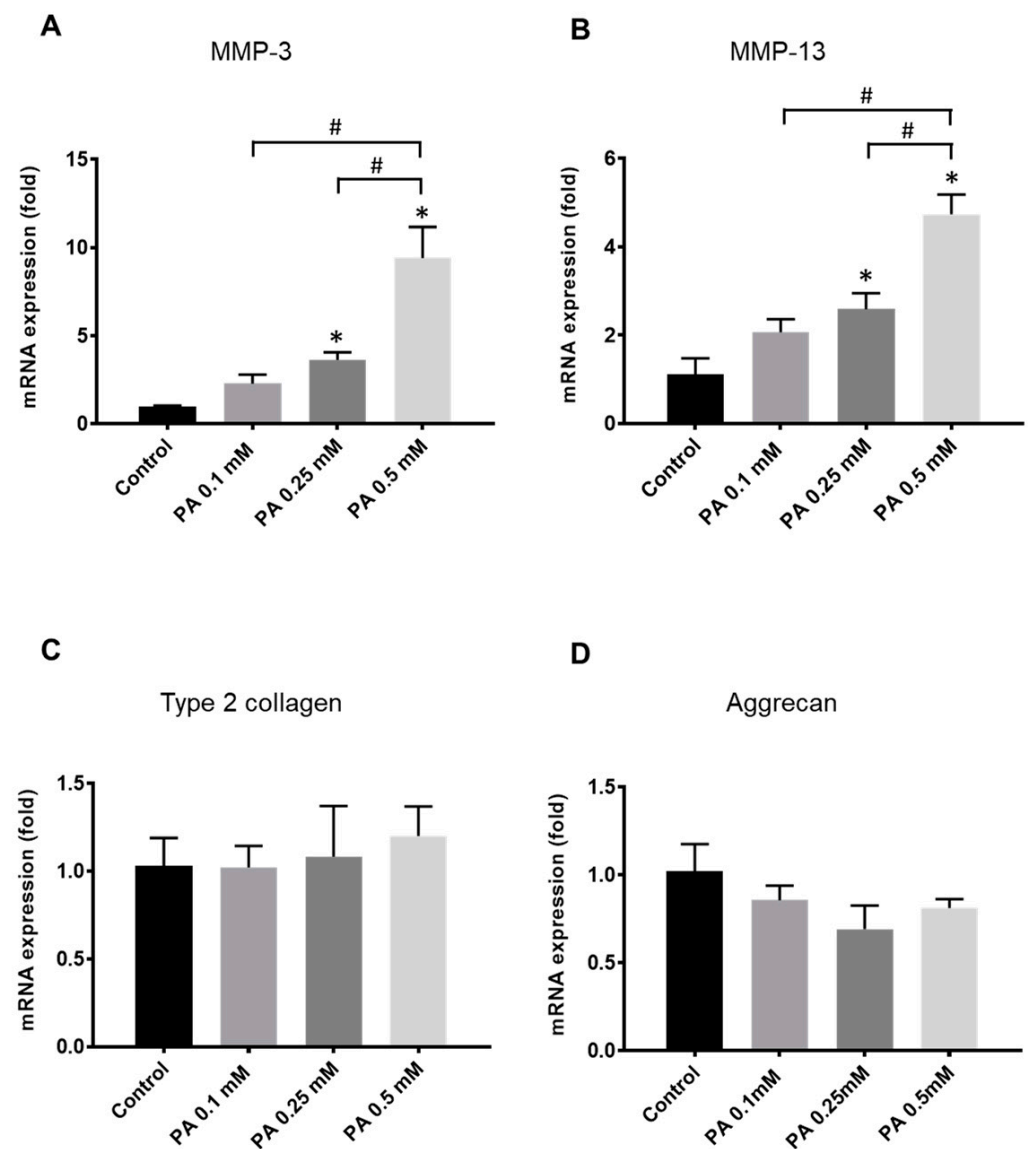 A
MMP-3
mRNA expression (fold)
15
10
5
0
#
#
*
*
Control
PA 0.1 mM
PA 0.25 mM
PA 0.5 mM
B
MMP-13
mRNA expression (fold)
6
4
2
0
#
#
*
*
Control
PA 0.1 mM
PA 0.25 mM
PA 0.5 mM
C
Type 2 collagen
mRNA expression (fold)
1.5
1.0
0.5
0.0
Control
PA 0.1 mM
PA 0.25 mM
PA 0.5 mM
D
Aggrecan
mRNA expression (fold)
1.5
1.0
0.5
0.0
Control
PA 0.1mM
PA 0.25mM
PA 0.5mM